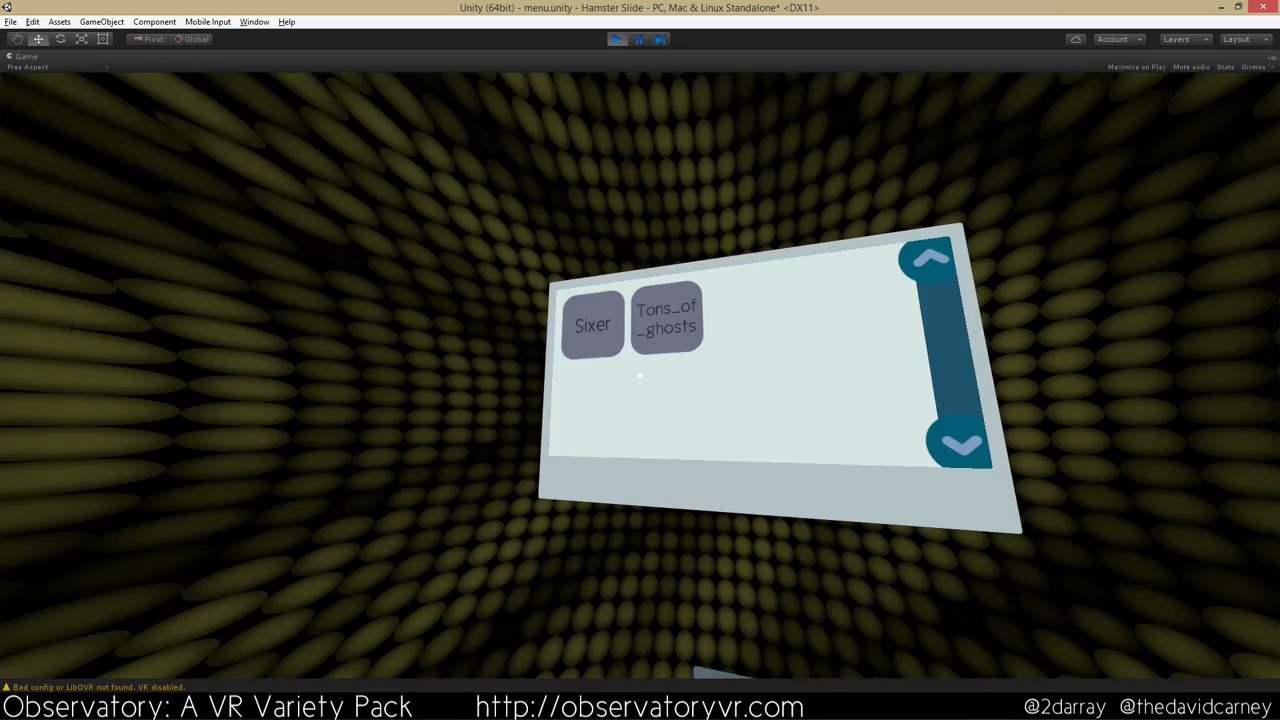 Unity (64bit) - menu.unity - Hamster Slide - PC, Mac & Linux Standalone* <DX11>
File Edit Assets GameObject Component Mobile Input Window Help
Pivot Global Account Layers Layout
Game
Free Aspect Maximize on Play Mute audio Stats Gizmos
Sixer
Tons_of
_ghosts
Bad config or LibOVR not found. VR disabled.
Observatory: A VR Variety Pack http://observatoryvr.com @2darray @thedavidcarney